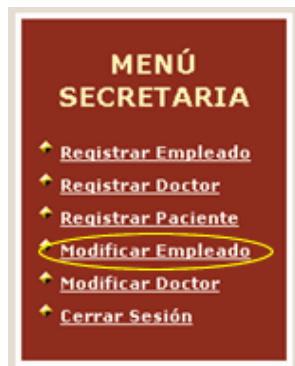 MENÚ
SECRETARIA
Registrar Empleado
Registrar Doctor
Registrar Paciente
Modificar Empleado
Modificar Doctor
Cerrar Sesión